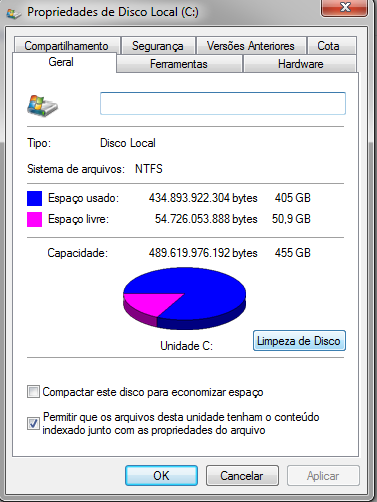 Propriedades de Disco Local (C:)
Compartilhamento Segurança Versões Anteriores Cota
Geral Ferramentas Hardware
Tipo: Disco Local
Sistema de arquivos: NTFS
Espaço usado: 434.893.922.304 bytes 405 GB
Espaço livre: 54.726.053.888 bytes 50,9 GB
Capacidade: 489.619.976.192 bytes 455 GB
Unidade C: Limpeza de Disco
Compactar este disco para economizar espaço
Permitir que os arquivos desta unidade tenham o conteúdo
indexado junto com as propriedades do arquivo
OK Cancelar Aplicar